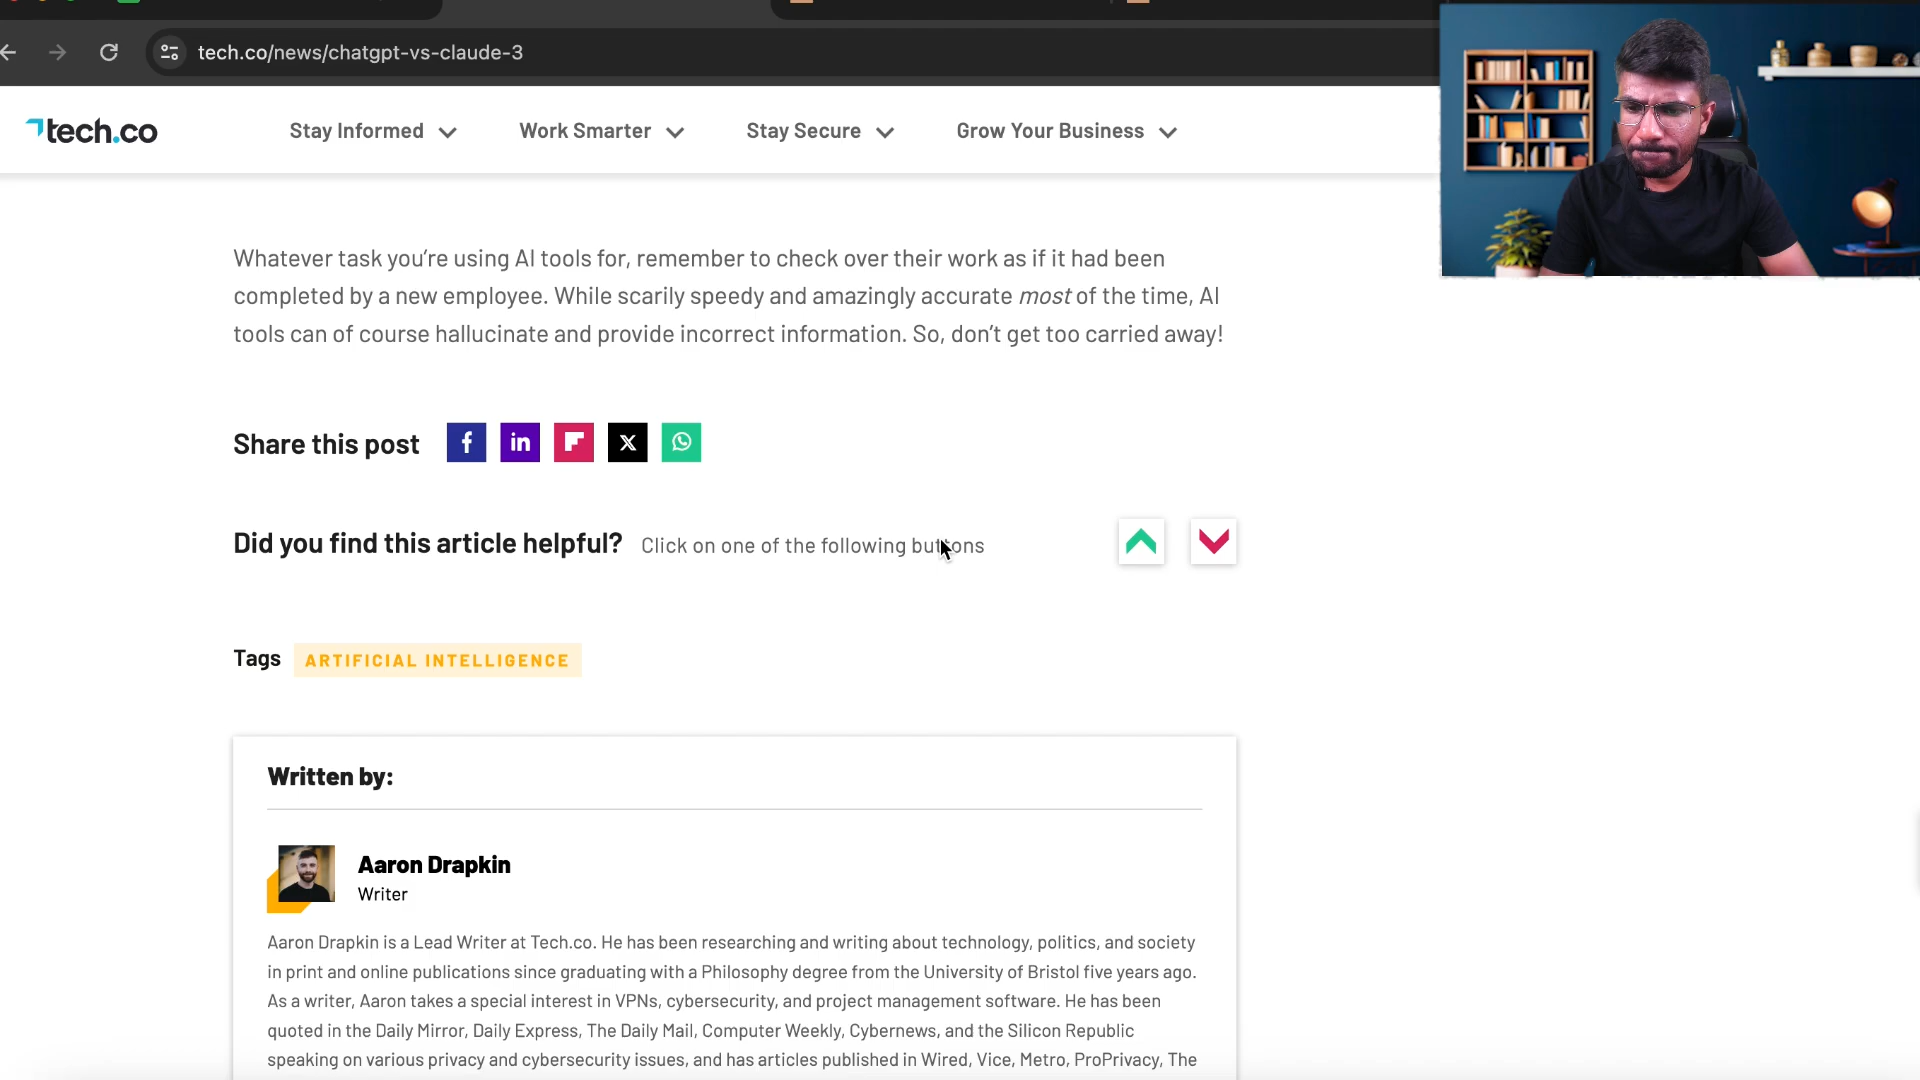 tech.co/news/chatgpt-vs-claude-3
tech.co
Stay Informed
Work Smarter
Stay Secure
Grow Your Business
Whatever task you’re using AI tools for, remember to check over their work as if it had been
completed by a new employee. While scarily speedy and amazingly accurate most of the time, AI
tools can of course hallucinate and provide incorrect information. So, don’t get too carried away!
Share this post
Did you find this article helpful? Click on one of the following buttons
Tags ARTIFICIAL INTELLIGENCE
Written by:
Aaron Drapkin
Writer
Aaron Drapkin is a Lead Writer at Tech.co. He has been researching and writing about technology, politics, and society
in print and online publications since graduating with a Philosophy degree from the University of Bristol five years ago.
As a writer, Aaron takes a special interest in VPNs, cybersecurity, and project management software. He has been
quoted in the Daily Mirror, Daily Express, The Daily Mail, Computer Weekly, Cybernews, and the Silicon Republic
speaking on various privacy and cybersecurity issues, and has articles published in Wired, Vice, Metro, ProPrivacy, The